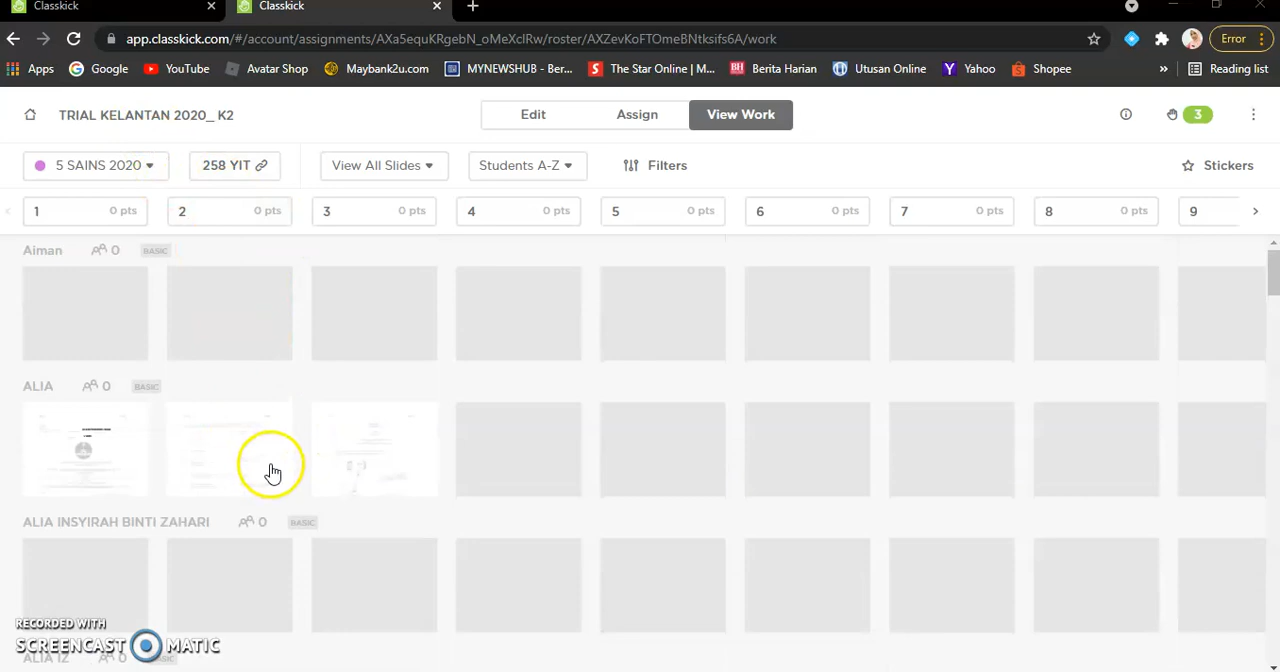 Classkick
Classkick
app.classkick.com/#/account/assignments/AXa5equKRgebN_oMeXclRw/roster/AXZevKoFTOmeBNtksifs6A/work
Error
Apps Google YouTube Avatar Shop Maybank2u.com MYNEWSHUB - Ber... The Star Online | M... Berita Harian Utusan Online Yahoo Shopee » Reading list
TRIAL KELANTAN 2020_ K2 Edit Assign View Work 3
5 SAINS 2020 258 YIT View All Slides Students A-Z Filters Stickers
1 0 pts 2 0 pts 3 0 pts 4 0 pts 5 0 pts 6 0 pts 7 0 pts 8 0 pts 9
Aiman 0 BASIC
ALIA 0 BASIC
ALIA INSYIRAH BINTI ZAHARI 0 BASIC
RECORDED WITH
SCREENCAST MATIC
ALIA IZ 0 BASIC